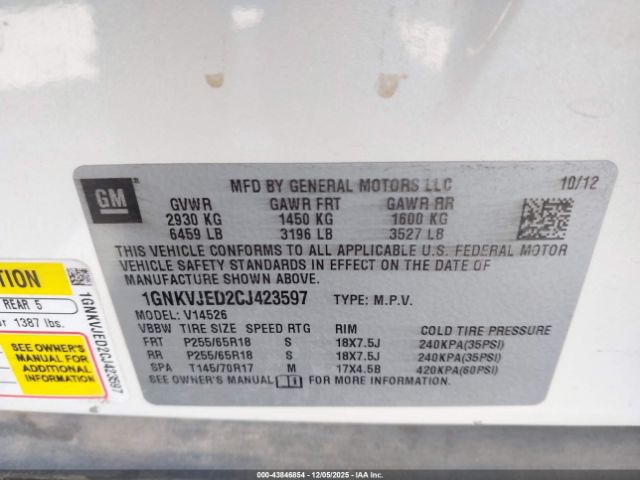 GM
MFD BY GENERAL MOTORS LLC 10/12
GVWR GAWR FRT GAWR RR
2930 KG 1450 KG 1600 KG
6459 LB 3196 LB 3527 LB
THIS VEHICLE CONFORMS TO ALL APPLICABLE U.S. FEDERAL MOTOR
VEHICLE SAFETY STANDARDS IN EFFECT ON THE DATE OF
MANUFACTURE SHOWN ABOVE.
1GNKVJED2CJ423597 TYPE: M.P.V.
MODEL: V14526
VBBW TIRE SIZE SPEED RTG RIM COLD TIRE PRESSURE
FRT P255/65R18 S 18X7.5J 240KPA(35PSI)
RR P255/65R18 S 18X7.5J 240KPA(35PSI)
SPA T145/70R17 M 17X4.5B 420KPA(60PSI)
SEE OWNER'S MANUAL FOR MORE INFORMATION.
TION
REAR 5
or 1387 lbs.
SEE OWNER'S
MANUAL FOR
ADDITIONAL
INFORMATION
1GNKVJED2CJ423597
000-43846854 | 12/05/2025 - IAAI.COM